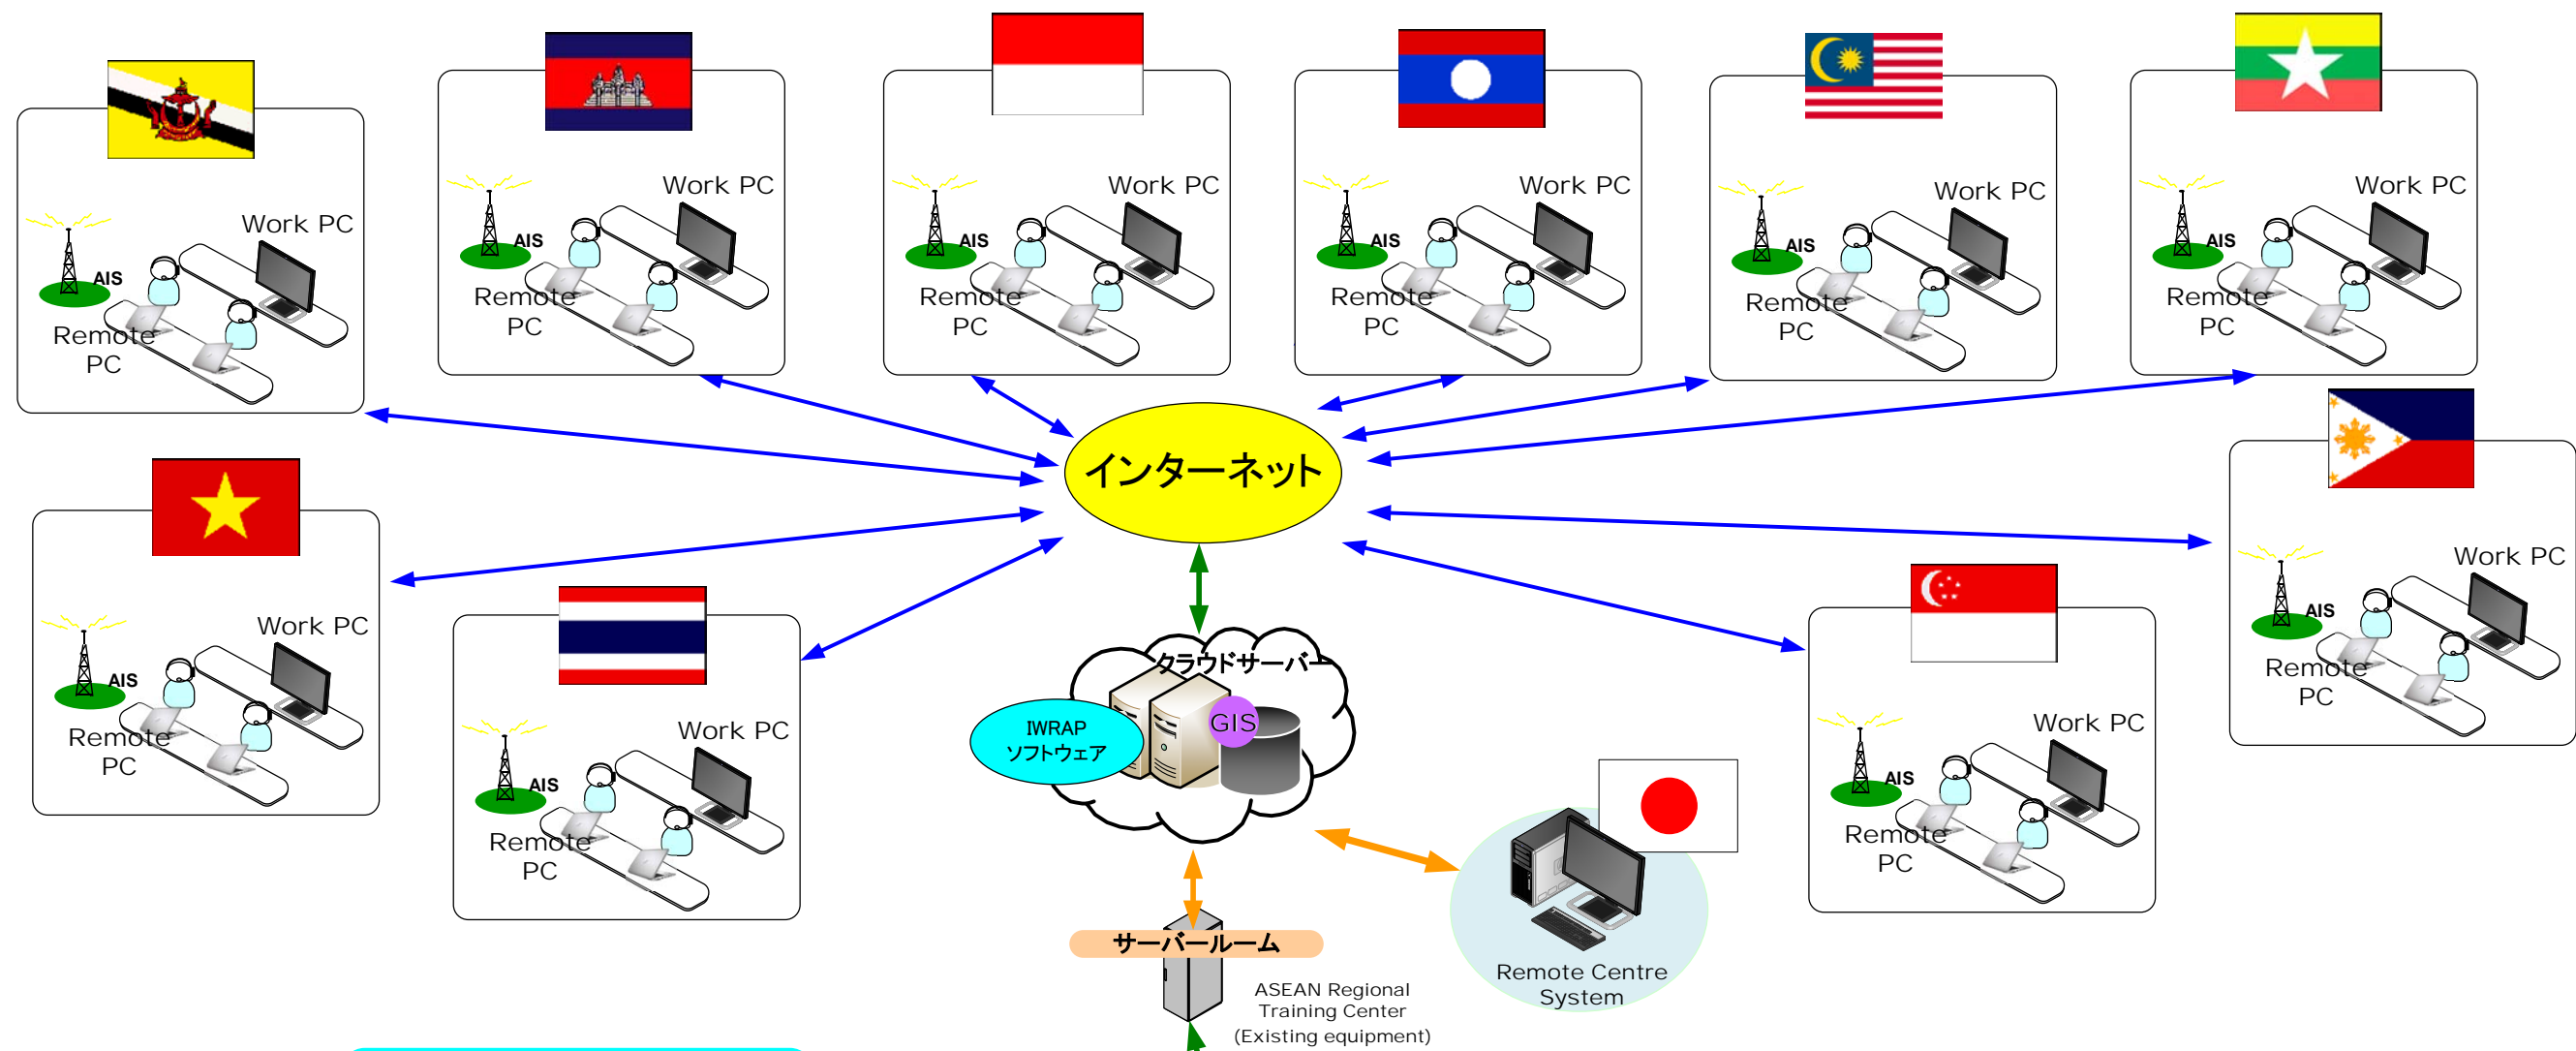 Work PC
AIS
Remote
PC
Work PC
AIS
Remote
PC
Work PC
AIS
Remote
PC
Work PC
AIS
Remote
PC
Work PC
AIS
Remote
PC
Work PC
AIS
Remote
PC
インターネット
Work PC
AIS
Remote
PC
Work PC
AIS
Remote
PC
Work PC
AIS
Remote
PC
Work PC
AIS
Remote
PC
クラウドサーバー
GIS
IWRAP
ソフトウェア
サーバールーム
ASEAN Regional
Training Center
(Existing equipment)
Remote Centre
System